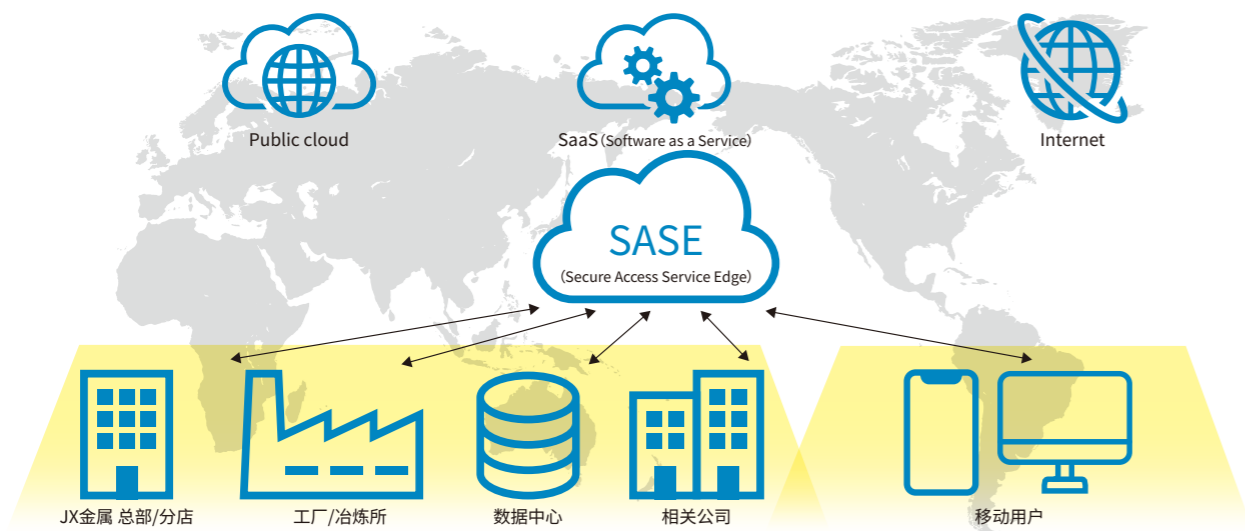 Public cloud
SaaS（Software as a Service）
Internet
SASE
（Secure Access Service Edge）
JX金属 总部/分店
工厂/冶炼所
数据中心
相关公司
移动用户